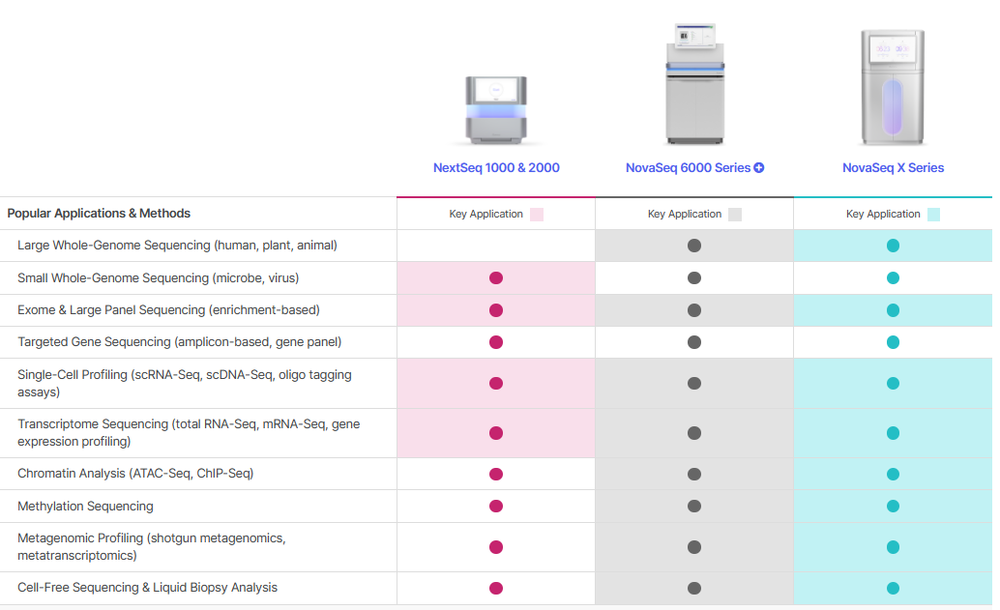 NextSeq 1000 & 2000
NovaSeq 6000 Series
NovaSeq X Series
Popular Applications & Methods
Key Application
Key Application
Key Application
Large Whole-Genome Sequencing (human, plant, animal)
Small Whole-Genome Sequencing (microbe, virus)
Exome & Large Panel Sequencing (enrichment-based)
Targeted Gene Sequencing (amplicon-based, gene panel)
Single-Cell Profiling (scRNA-Seq, scDNA-Seq, oligo tagging
assays)
Transcriptome Sequencing (total RNA-Seq, mRNA-Seq, gene
expression profiling)
Chromatin Analysis (ATAC-Seq, ChIP-Seq)
Methylation Sequencing
Metagenomic Profiling (shotgun metagenomics,
metatranscriptomics)
Cell-Free Sequencing & Liquid Biopsy Analysis